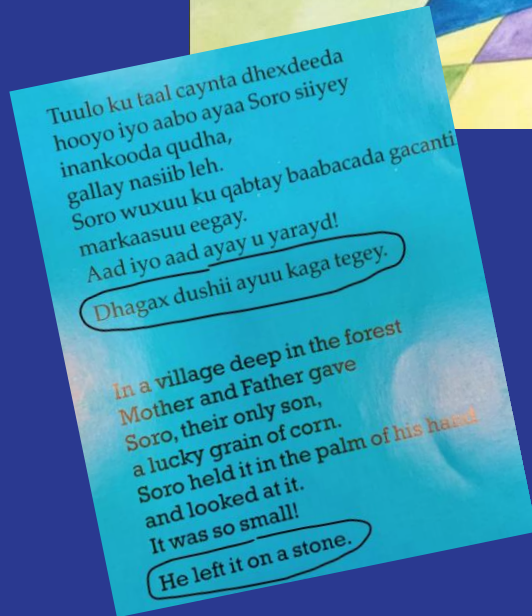 Tuulo ku taal caynta dhexdeeda
hooyo iyo aabo ayaa Soro siiyey
inankooda qudha,
gallay nasiib leh.
Soro wuxuu ku qabtay baabacada gacanti
markaasuu eegay.
Aad iyo aad ayay u yarayd!
Dhagax dushii ayuu kaga tegey.
In a village deep in the forest
Mother and Father gave
Soro, their only son,
a lucky grain of corn.
Soro held it in the palm of his hand
and looked at it.
It was so small!
He left it on a stone.